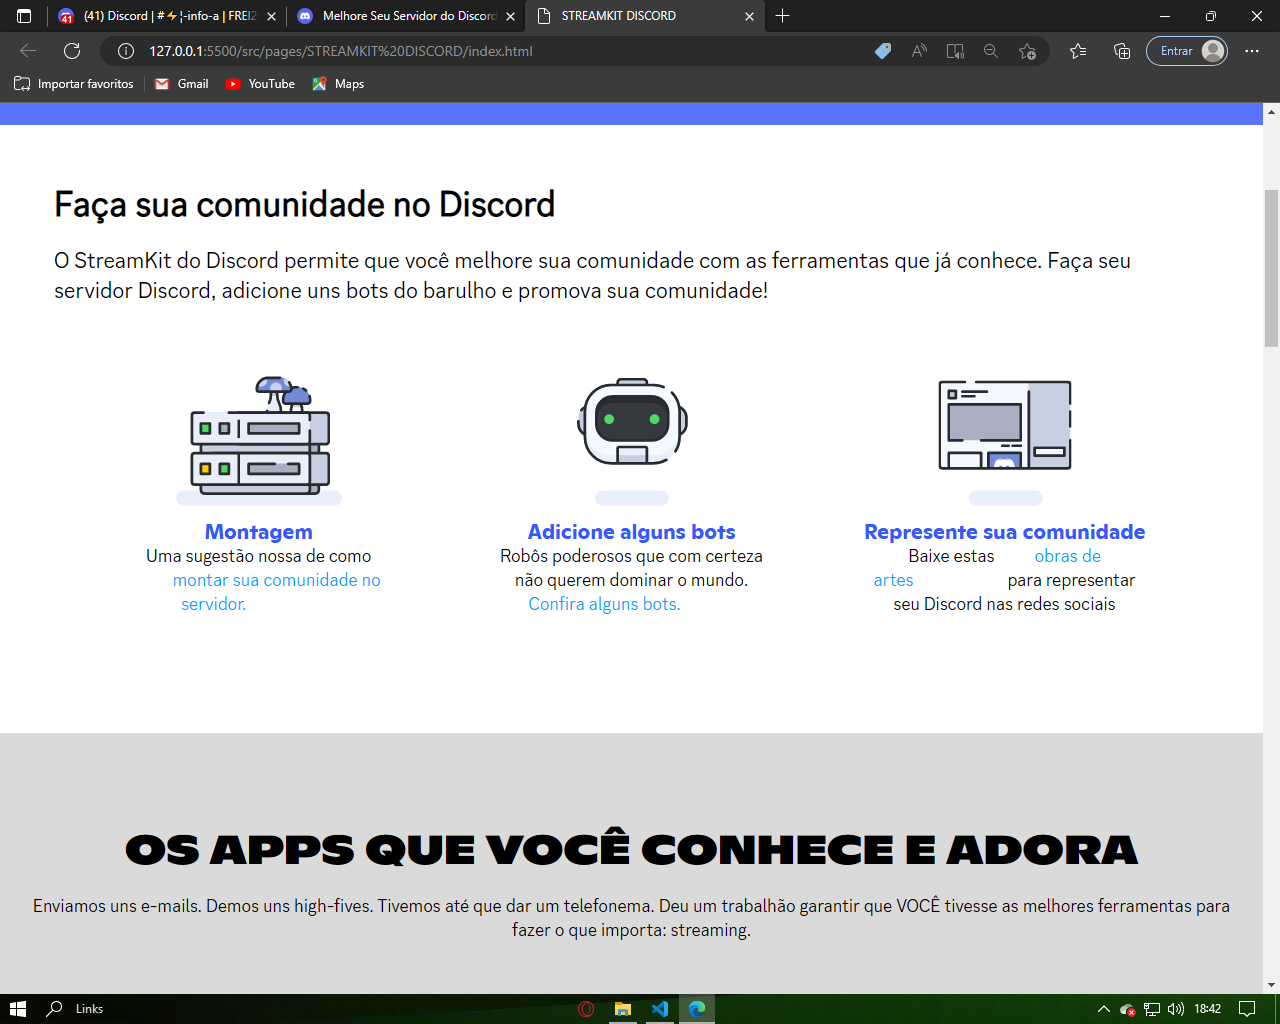 (41) Discord | #⚡¦-info-a | FREI2
Melhore Seu Servidor do Discord
STREAMKIT DISCORD
127.0.0.1:5500/src/pages/STREAMKIT%20DISCORD/index.html
Entrar
Importar favoritos
Gmail
YouTube
Maps
Faça sua comunidade no Discord
O StreamKit do Discord permite que você melhore sua comunidade com as ferramentas que já conhece. Faça seu
servidor Discord, adicione uns bots do barulho e promova sua comunidade!
Montagem
Uma sugestão nossa de como
montar sua comunidade no
servidor.
Adicione alguns bots
Robôs poderosos que com certeza
não querem dominar o mundo.
Confira alguns bots.
Represente sua comunidade
Baixe estas obras de
artes para representar
seu Discord nas redes sociais
OS APPS QUE VOCÊ CONHECE E ADORA
Enviamos uns e-mails. Demos uns high-fives. Tivemos até que dar um telefonema. Deu um trabalhão garantir que VOCÊ tivesse as melhores ferramentas para
fazer o que importa: streaming.
Links
18:42